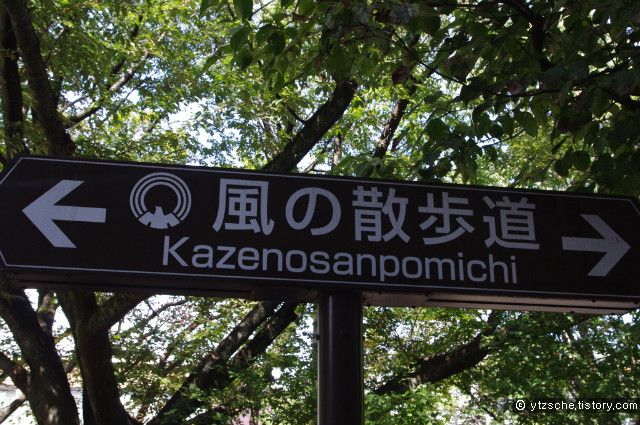 風の散歩道
Kazenosanpomichi
© ytzsche.tistory.com